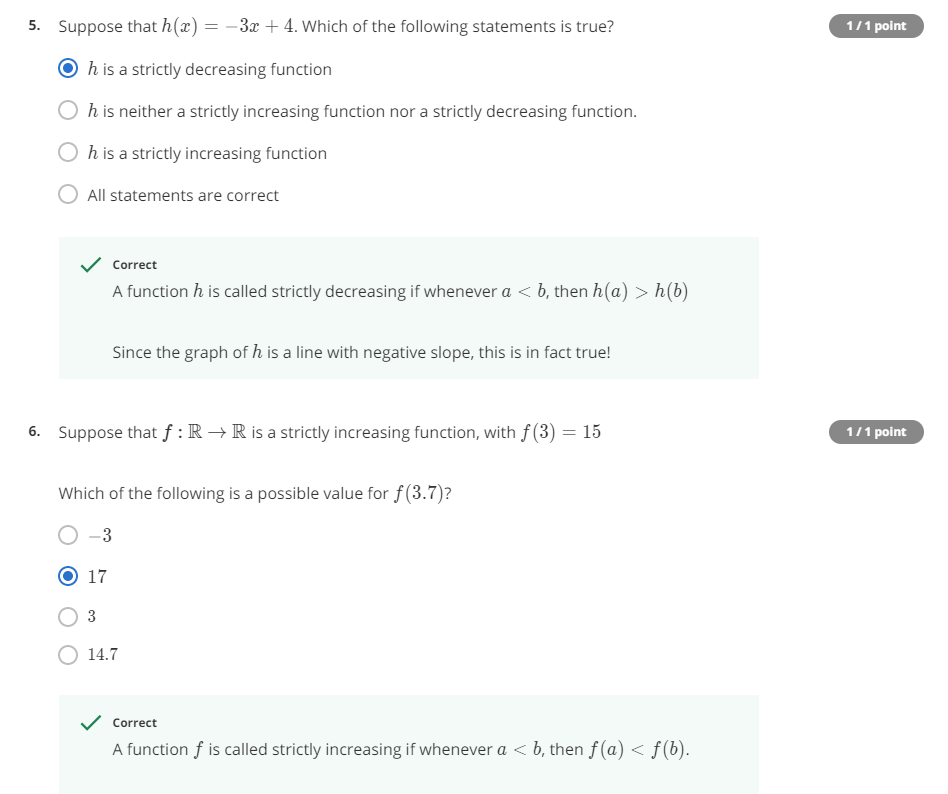 5. Suppose that h(x) = −3x + 4. Which of the following statements is true? 1 / 1 point
h is a strictly decreasing function
h is neither a strictly increasing function nor a strictly decreasing function.
h is a strictly increasing function
All statements are correct
Correct
A function h is called strictly decreasing if whenever a < b, then h(a) > h(b)
Since the graph of h is a line with negative slope, this is in fact true!
6. Suppose that f : ℝ → ℝ is a strictly increasing function, with f(3) = 15 1 / 1 point
Which of the following is a possible value for f(3.7)?
−3
17
3
14.7
Correct
A function f is called strictly increasing if whenever a < b, then f(a) < f(b).